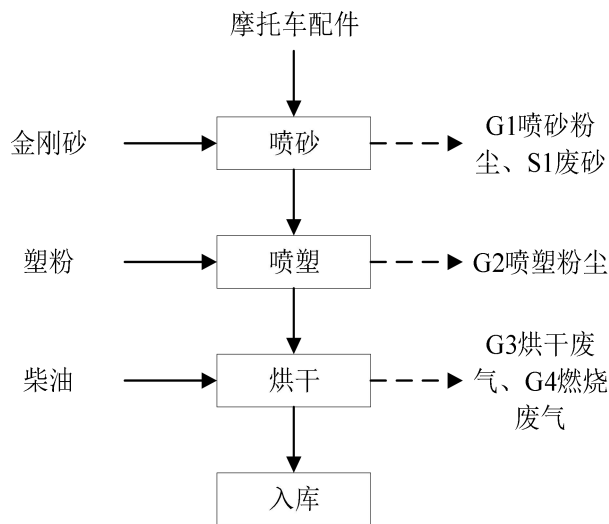 摩托车配件
金刚砂
喷砂
G1喷砂粉
尘、S1废砂
塑粉
喷塑
G2喷塑粉尘
柴油
烘干
G3烘干废
气、G4燃烧
废气
入库